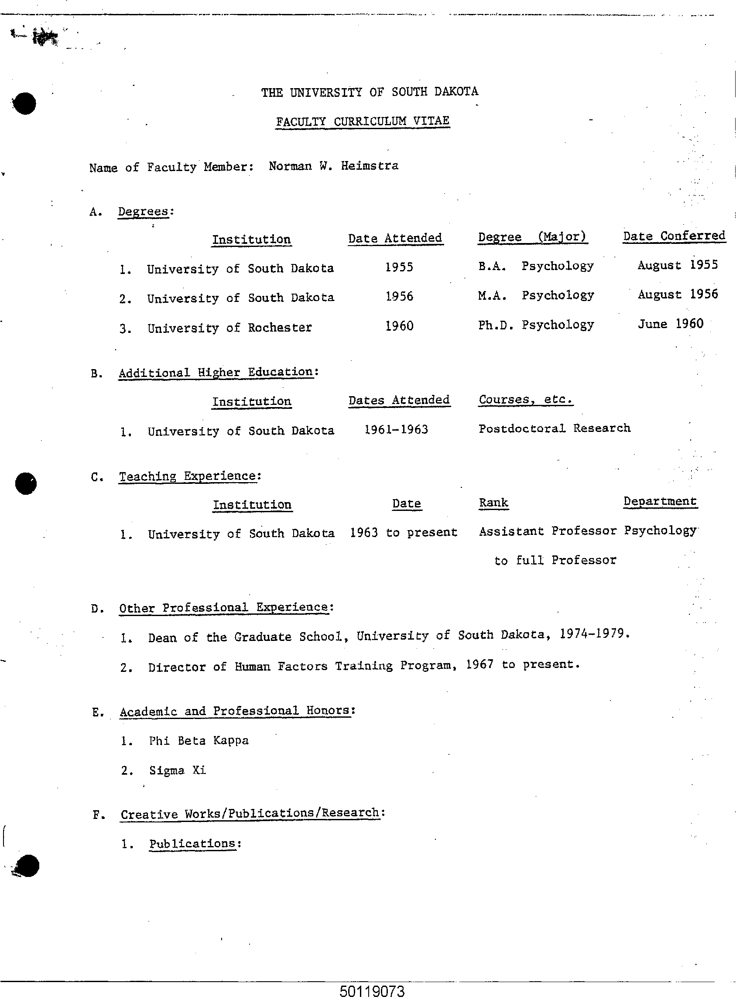 THE UNIVERSITY OF SOUTH DAKOTA
FACULTY CURRICULUM VITAE
Name of Faculty Member: Norman W. Heimstra
A. Degrees:
Institution Date Attended Degree (Major) Date Conferred
1. University of South Dakota 1955 B.A. Psychology August 1955
2. University of South Dakota 1956 M.A. Psychology August 1956
3. University of Rochester 1960 Ph.D. Psychology June 1960
B. Additional Higher Education:
Institution Dates Attended Courses, etc.
1. University of South Dakota 1961-1963 Postdoctoral Research
C. Teaching Experience:
Institution Date Rank Department
1. University of South Dakota 1963 to present Assistant Professor Psychology
to full Professor
D. Other Professional Experience:
1. Dean of the Graduate School, University of South Dakota, 1974-1979.
2. Director of Human Factors Training Program, 1967 to present.
E. Academic and Professional Honors:
1. Phi Beta Kappa
2. Sigma Xi
F. Creative Works/Publications/Research:
1. Publications:
50119073